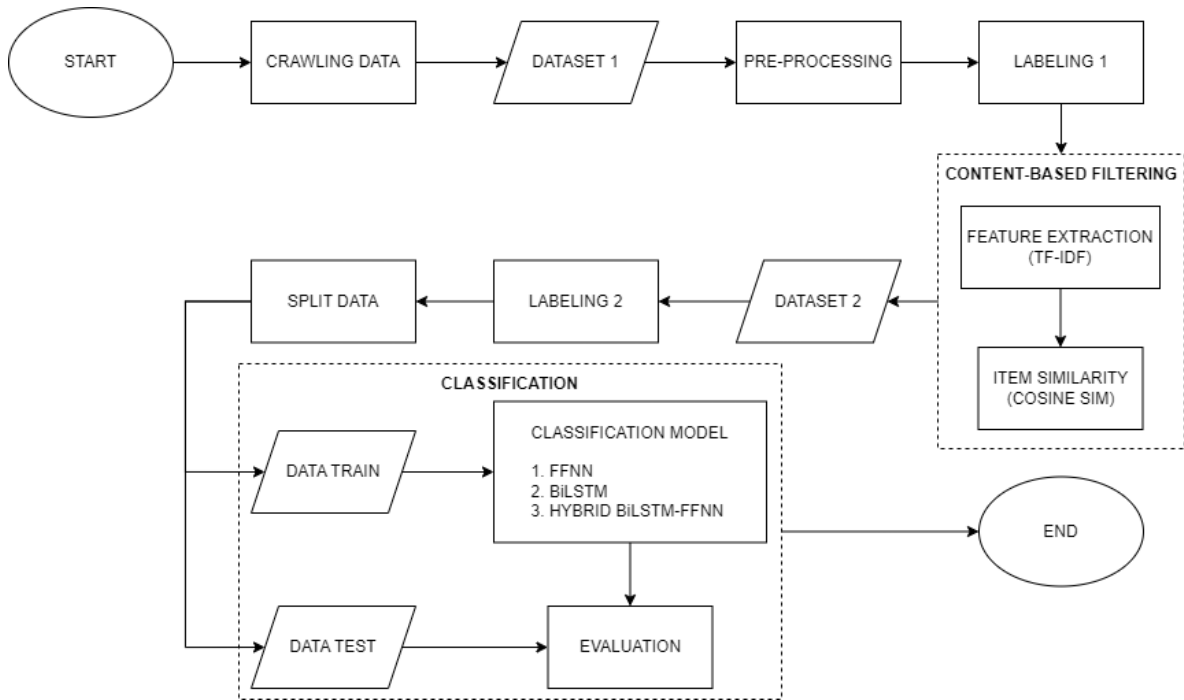 START
CRAWLING DATA
DATASET 1
PRE-PROCESSING
LABELING 1
CONTENT-BASED FILTERING
FEATURE EXTRACTION
(TF-IDF)
ITEM SIMILARITY
(COSINE SIM)
DATASET 2
LABELING 2
SPLIT DATA
CLASSIFICATION
DATA TRAIN
CLASSIFICATION MODEL
1. FFNN
2. BiLSTM
3. HYBRID BiLSTM-FFNN
DATA TEST
EVALUATION
END